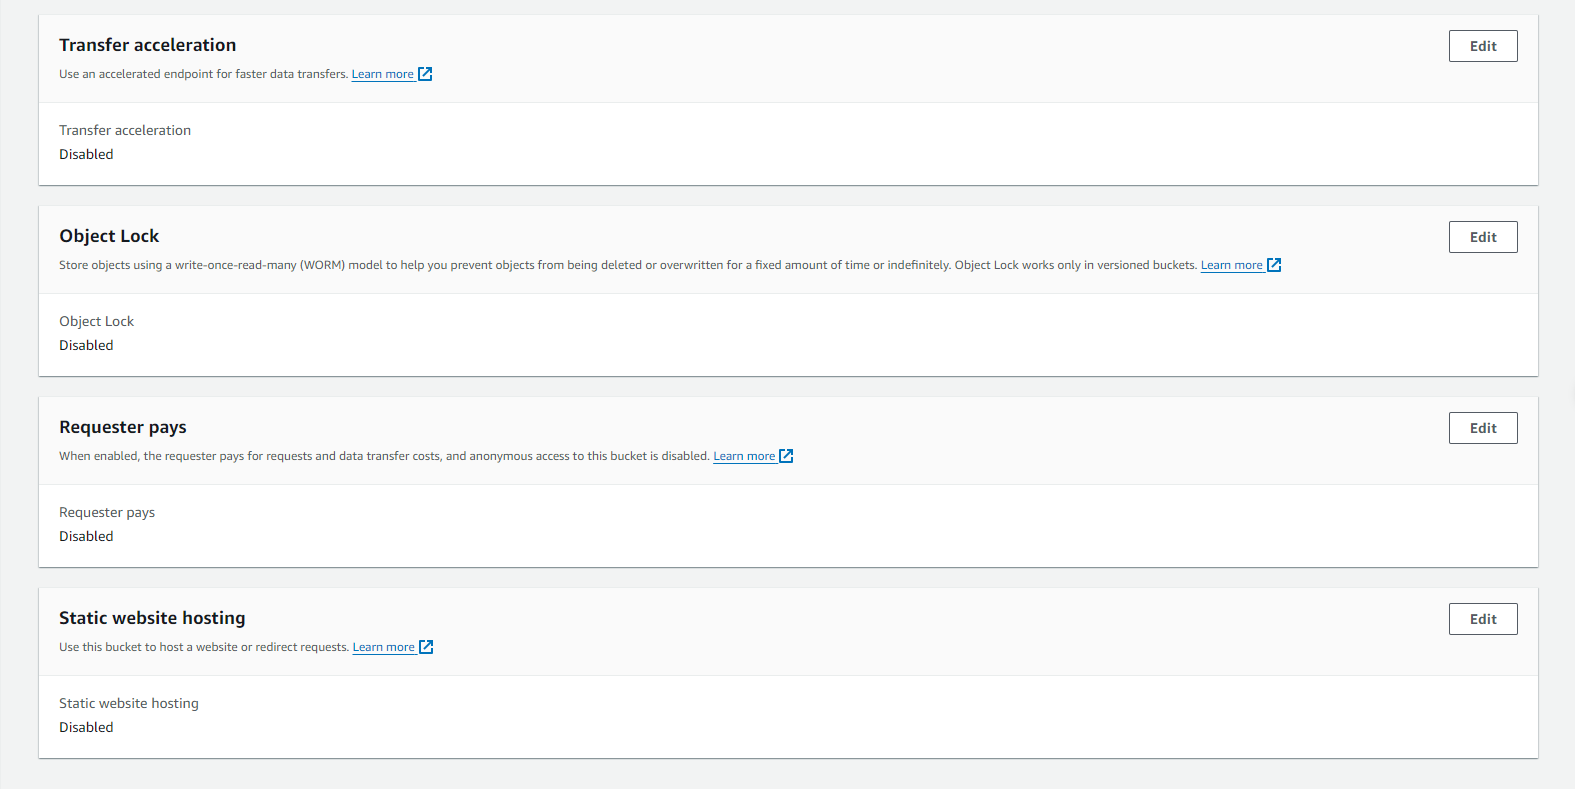 Transfer acceleration
Edit
Use an accelerated endpoint for faster data transfers. Learn more
Transfer acceleration
Disabled
Object Lock
Edit
Store objects using a write-once-read-many (WORM) model to help you prevent objects from being deleted or overwritten for a fixed amount of time or indefinitely. Object Lock works only in versioned buckets. Learn more
Object Lock
Disabled
Requester pays
Edit
When enabled, the requester pays for requests and data transfer costs, and anonymous access to this bucket is disabled. Learn more
Requester pays
Disabled
Static website hosting
Edit
Use this bucket to host a website or redirect requests. Learn more
Static website hosting
Disabled